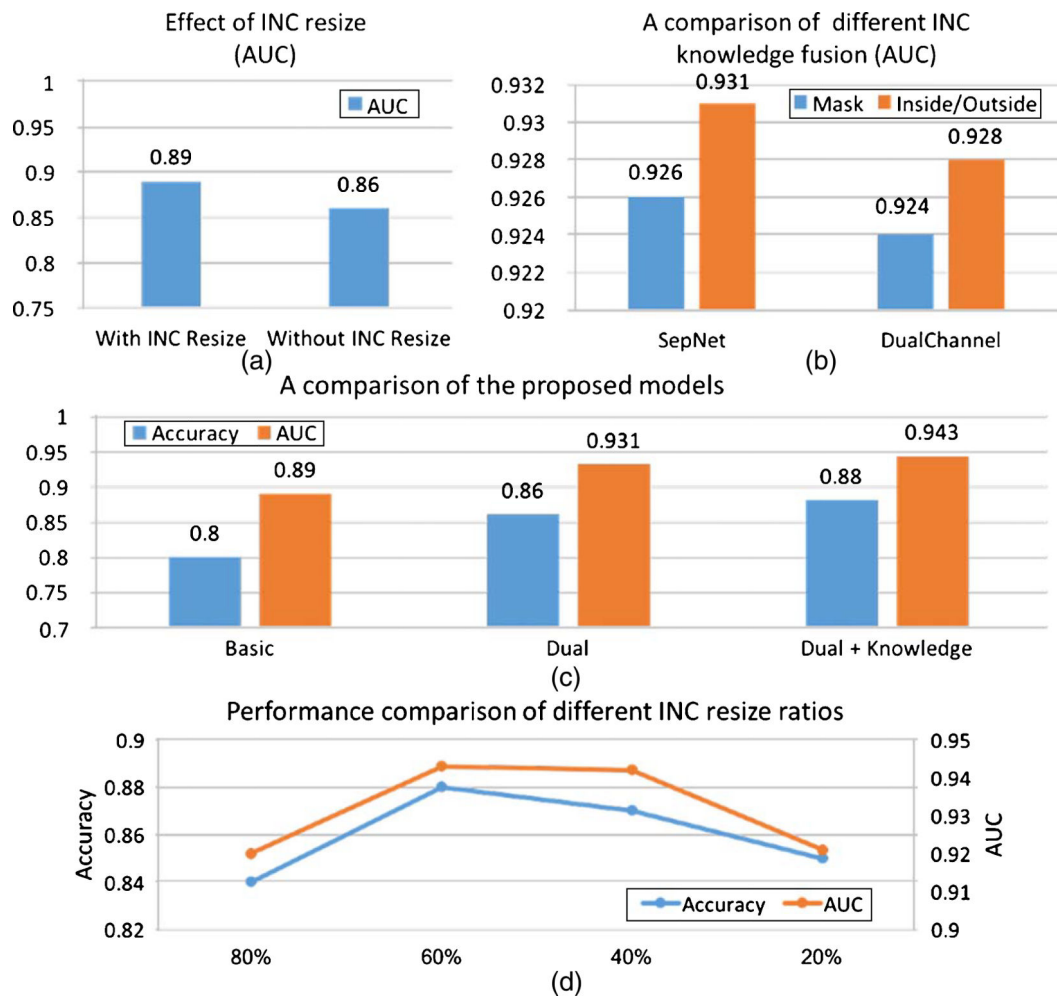 Effect of INC resize
(AUC)
1
0.95
0.9
0.85
0.8
0.75
AUC
0.89
0.86
With INC Resize Without INC Resize
(a)
A comparison of different INC
knowledge fusion (AUC)
0.932
0.93
0.928
0.926
0.924
0.922
0.92
Mask Inside/Outside
0.931
0.926
0.928
0.924
SepNet DualChannel
(b)
A comparison of the proposed models
1
0.95
0.9
0.85
0.8
0.75
0.7
Accuracy AUC
0.8
0.89
0.86
0.931
0.88
0.943
Basic Dual Dual + Knowledge
(c)
Performance comparison of different INC resize ratios
0.9
0.88
0.86
0.84
0.82
Accuracy
0.95
0.94
0.93
0.92
0.91
0.9
AUC
Accuracy AUC
80% 60% 40% 20%
(d)